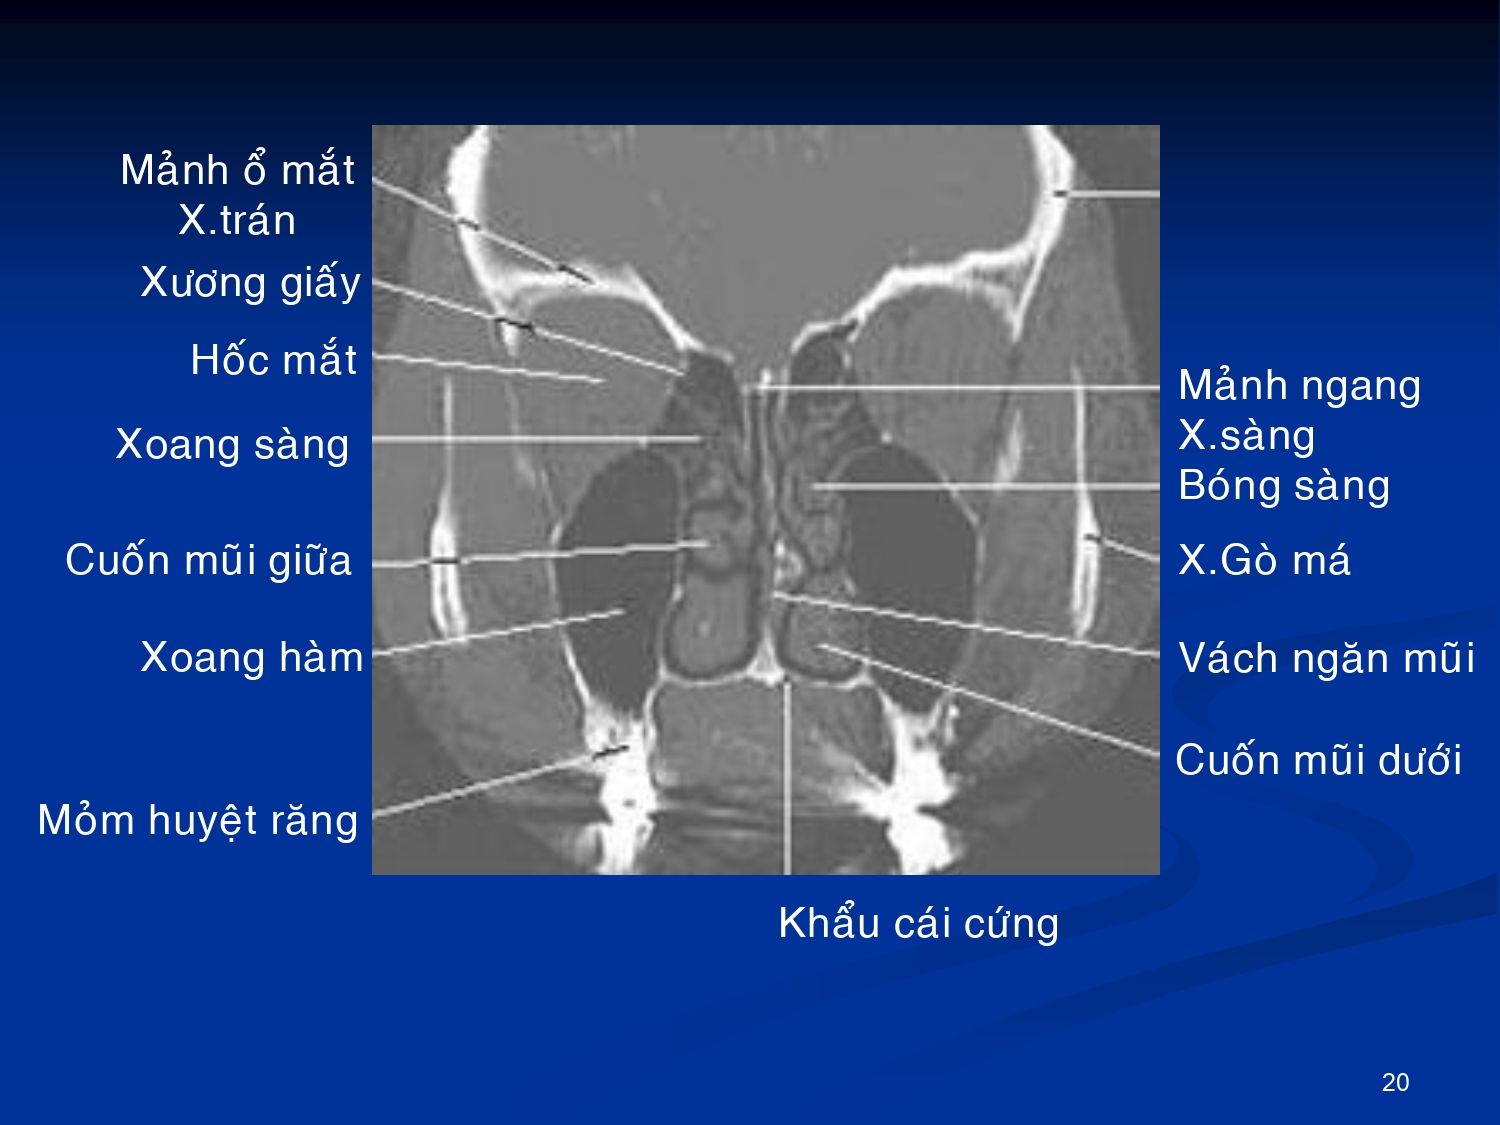 Mảnh ổ mắt
X.trán
Xương giấy
Hốc mắt
Xoang sàng
Cuốn mũi giữa
Xoang hàm
Mỏm huyệt răng
Mảnh ngang
X.sàng
Bóng sàng
X.Gò má
Vách ngăn mũi
Cuốn mũi dưới
Khẩu cái cứng
20